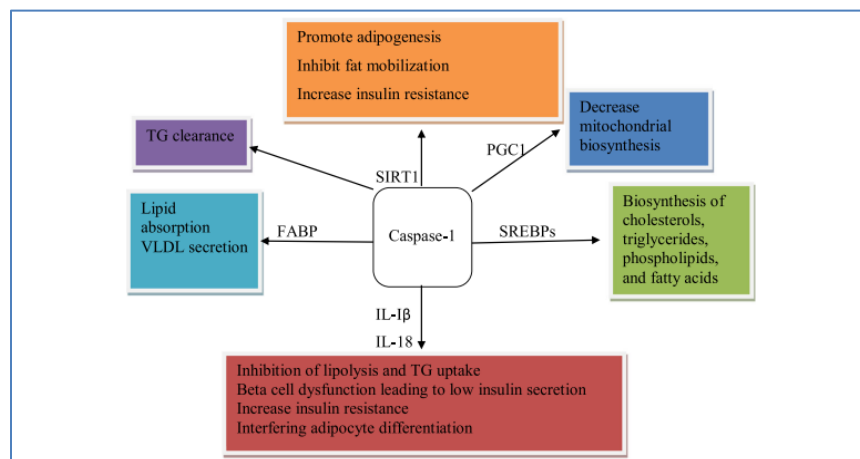 Promote adipogenesis
Inhibit fat mobilization
Increase insulin resistance
TG clearance
PGC1
Decrease
mitochondrial
biosynthesis
SIRT1
Lipid
absorption
VLDL secretion
FABP
Caspase-1
SREBPs
Biosynthesis of
cholesterols,
triglycerides,
phospholipids,
and fatty acids
IL-Iβ
IL-18
Inhibition of lipolysis and TG uptake
Beta cell dysfunction leading to low insulin secretion
Increase insulin resistance
Interfering adipocyte differentiation